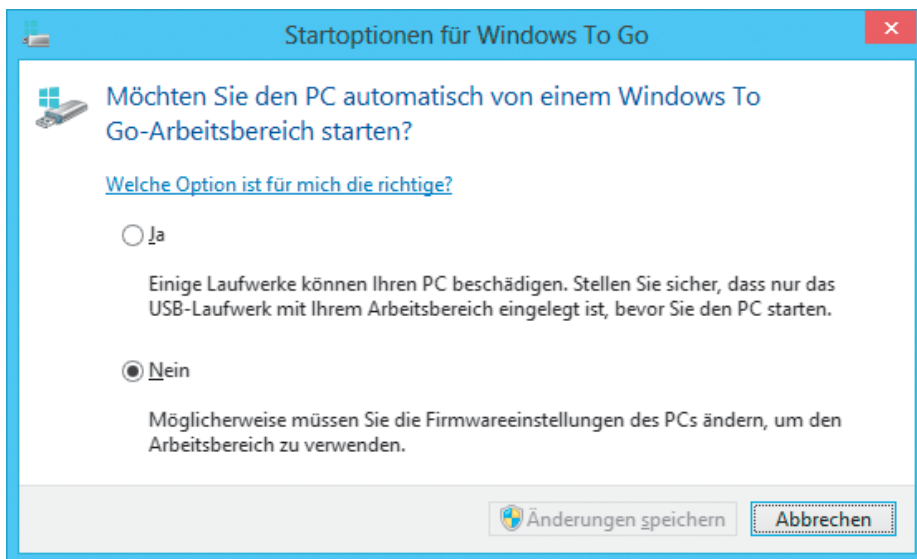 Startoptionen für Windows To Go
Möchten Sie den PC automatisch von einem Windows To
Go-Arbeitsbereich starten?
Welche Option ist für mich die richtige?
Ja
Einige Laufwerke können Ihren PC beschädigen. Stellen Sie sicher, dass nur das
USB-Laufwerk mit Ihrem Arbeitsbereich eingelegt ist, bevor Sie den PC starten.
Nein
Möglicherweise müssen Sie die Firmwareeinstellungen des PCs ändern, um den
Arbeitsbereich zu verwenden.
Änderungen speichern Abbrechen